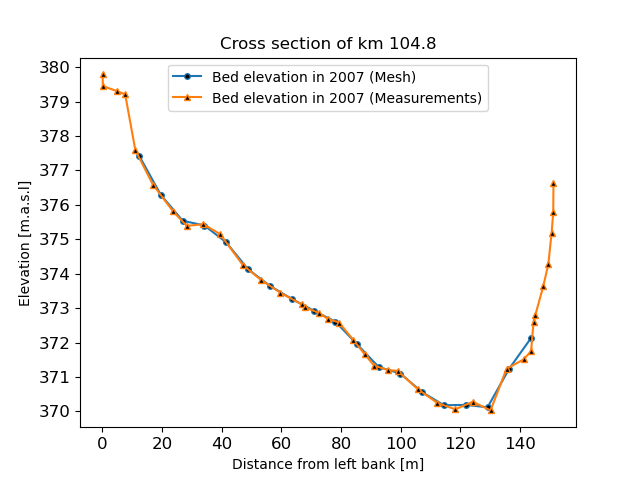 Cross section of km 104.8
Bed elevation in 2007 (Mesh)
Bed elevation in 2007 (Measurements)
Elevation [m.a.s.l]
380
379
378
377
376
375
374
373
372
371
370
0 20 40 60 80 100 120 140
Distance from left bank [m]